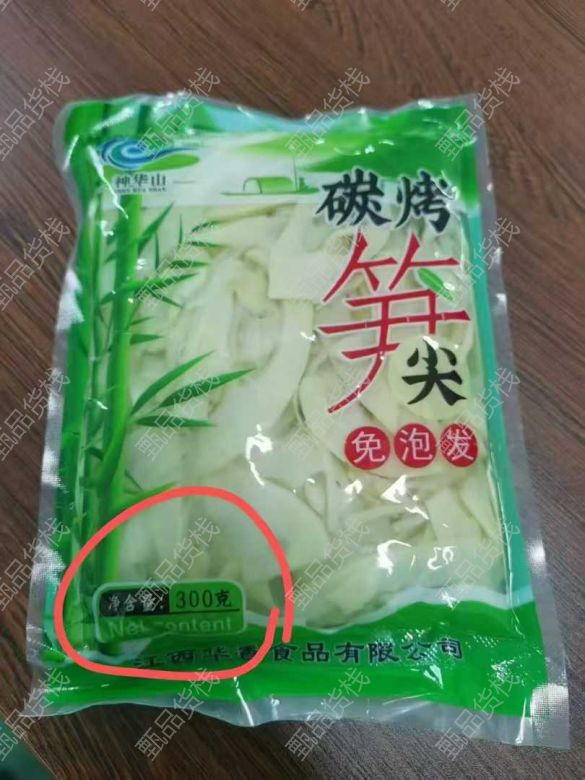 神华山
碳烤
笋尖
免泡发
净含量:300克
Net content
江西华香食品有限公司
甄品货栈